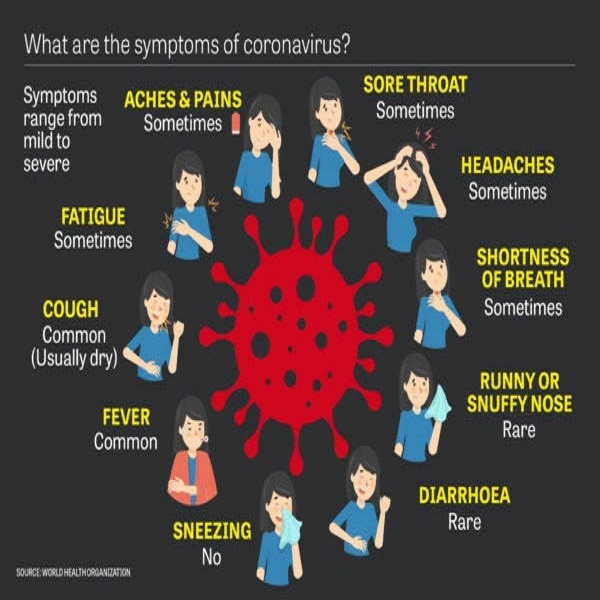 What are the symptoms of coronavirus?
Symptoms
range from
mild to
severe
ACHES & PAINS
Sometimes
SORE THROAT
Sometimes
HEADACHES
Sometimes
FATIGUE
Sometimes
SHORTNESS
OF BREATH
Sometimes
COUGH
Common
(Usually dry)
RUNNY OR
SNUFFY NOSE
Rare
FEVER
Common
DIARRHOEA
Rare
SNEEZING
No
SOURCE: WORLD HEALTH ORGANIZATION